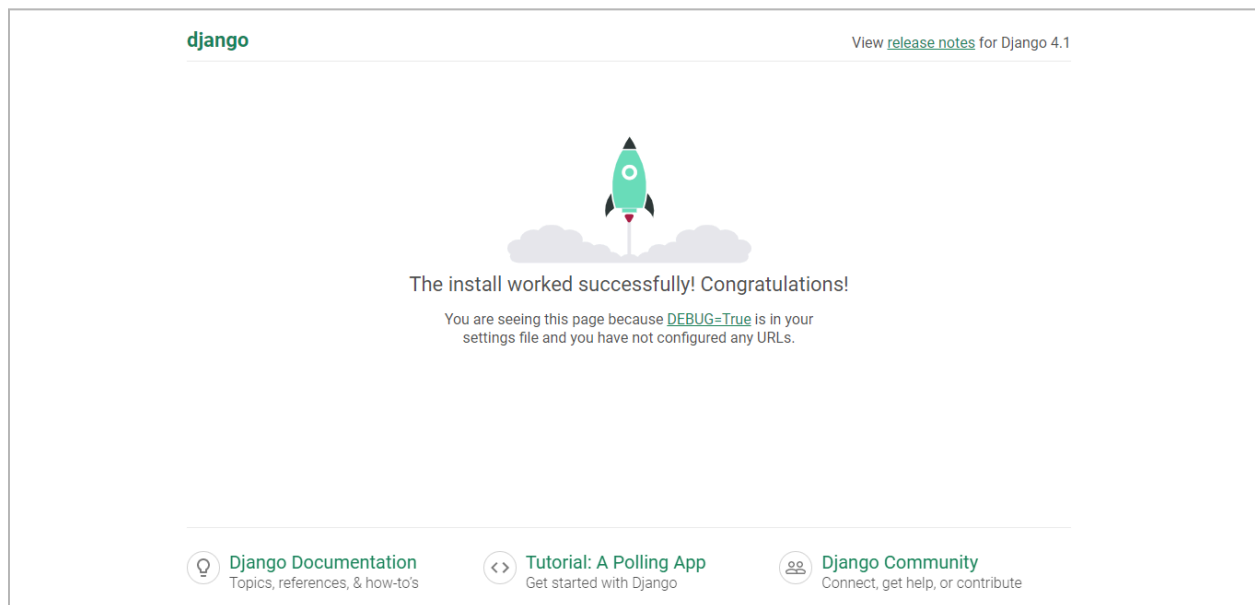 django
View release notes for Django 4.1
The install worked successfully! Congratulations!
You are seeing this page because DEBUG=True is in your
settings file and you have not configured any URLs.
Django Documentation
Topics, references, & how-to's
Tutorial: A Polling App
Get started with Django
Django Community
Connect, get help, or contribute